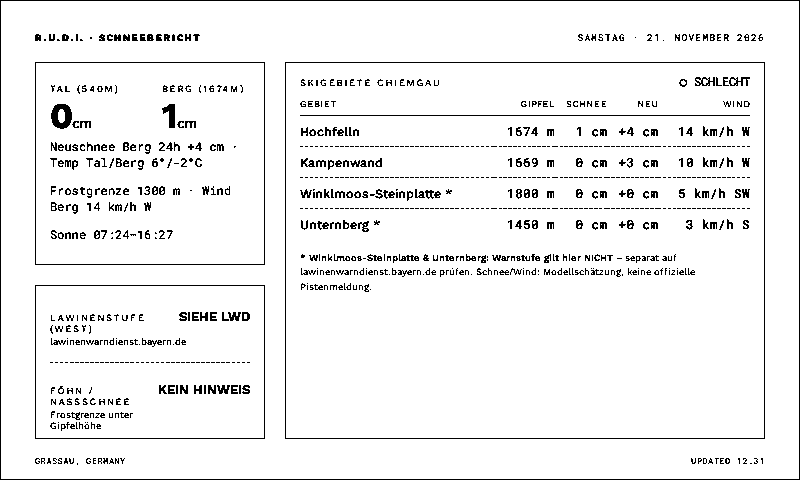 R.U.D.I. · SCHNEEBERICHT
SAMSTAG · 21. NOVEMBER 2026
TAL (540M)
BERG (1674M)
0cm
1cm
Neuschnee Berg 24h +4 cm ·
Temp Tal/Berg 6°/-2°C
Frostgrenze 1300 m · Wind
Berg 14 km/h W
Sonne 07:24–16:27
LAWINENSTUFE (WEST)
SIEHE LWD
lawinenwarndienst.bayern.de
FÖHN / NASSSCHNEE
KEIN HINWEIS
Frostgrenze unter
Gipfelhöhe
SKIGEBIETE CHIEMGAU
SCHLECHT
GEBIET GIPFEL SCHNEE NEU WIND
Hochfelln 1674 m 1 cm +4 cm 14 km/h W
Kampenwand 1669 m 0 cm +3 cm 10 km/h W
Winklmoos-Steinplatte * 1800 m 0 cm +0 cm 5 km/h SW
Unternberg * 1450 m 0 cm +0 cm 3 km/h S
* Winklmoos-Steinplatte & Unternberg: Warnstufe gilt hier NICHT – separat auf
lawinenwarndienst.bayern.de prüfen. Schnee/Wind: Modellschätzung, keine offizielle
Pistenmeldung.
GRASSAU, GERMANY
UPDATED 12.31